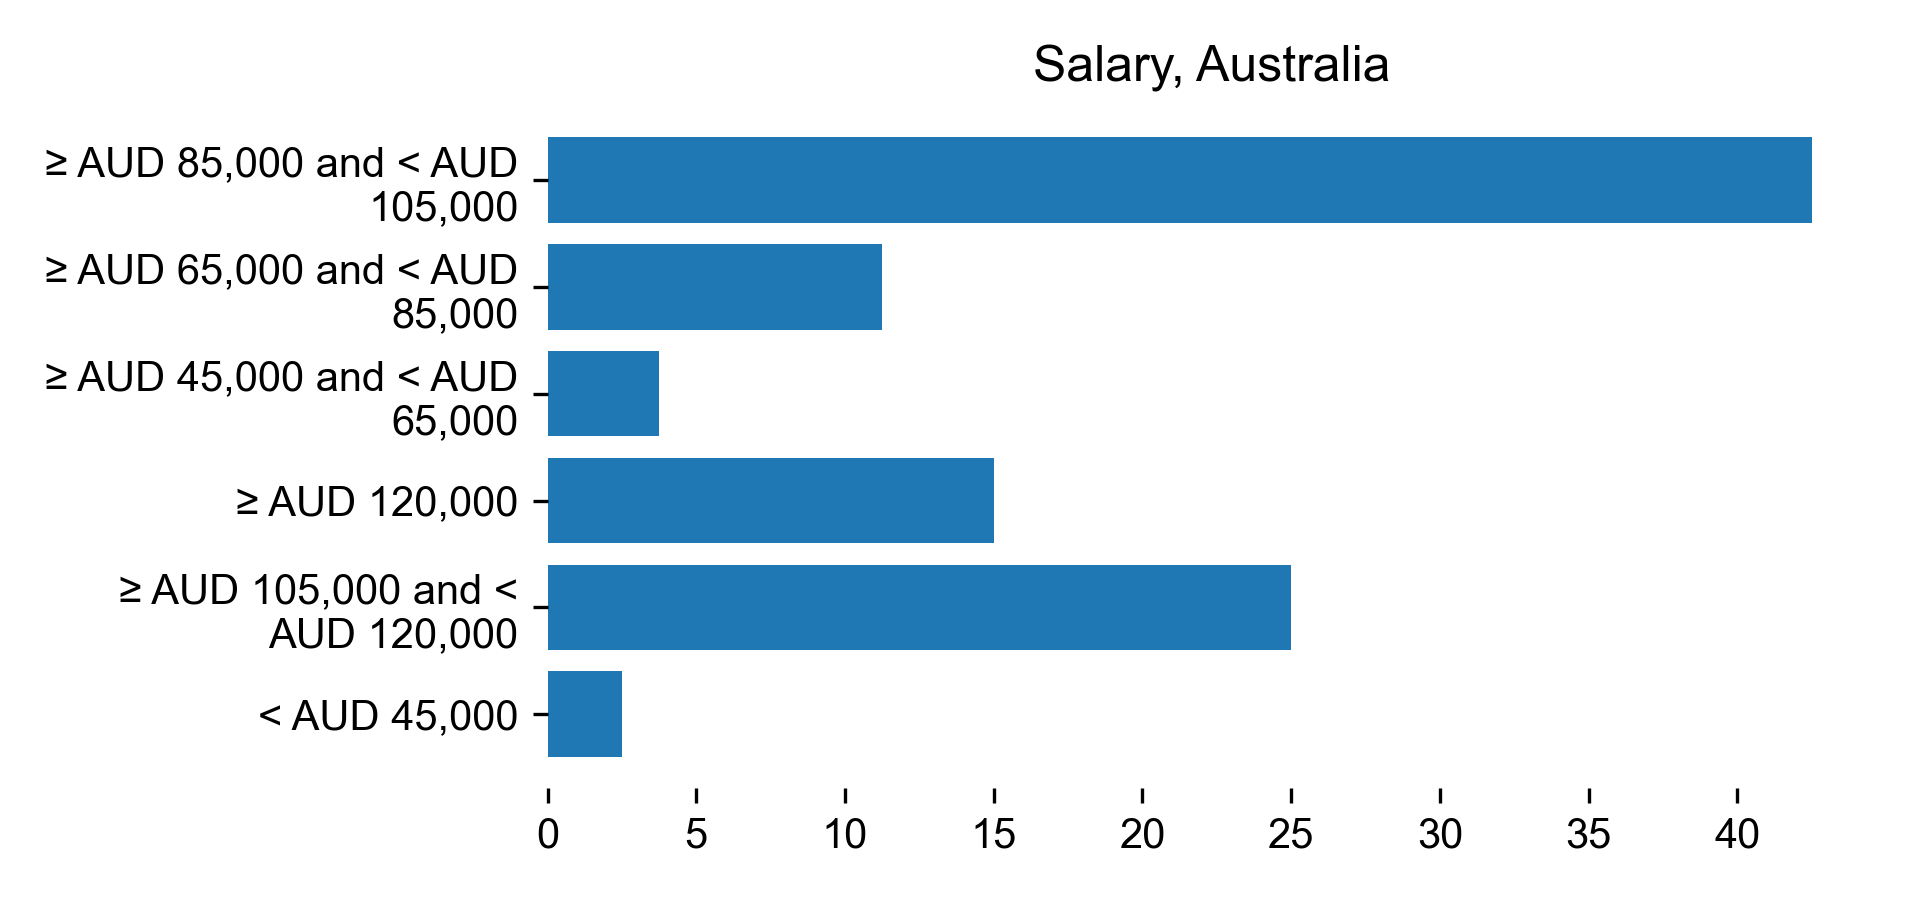 Salary, Australia
≥ AUD 85,000 and < AUD
105,000
≥ AUD 65,000 and < AUD
85,000
≥ AUD 45,000 and < AUD
65,000
≥ AUD 120,000
≥ AUD 105,000 and <
AUD 120,000
< AUD 45,000
0 5 10 15 20 25 30 35 40